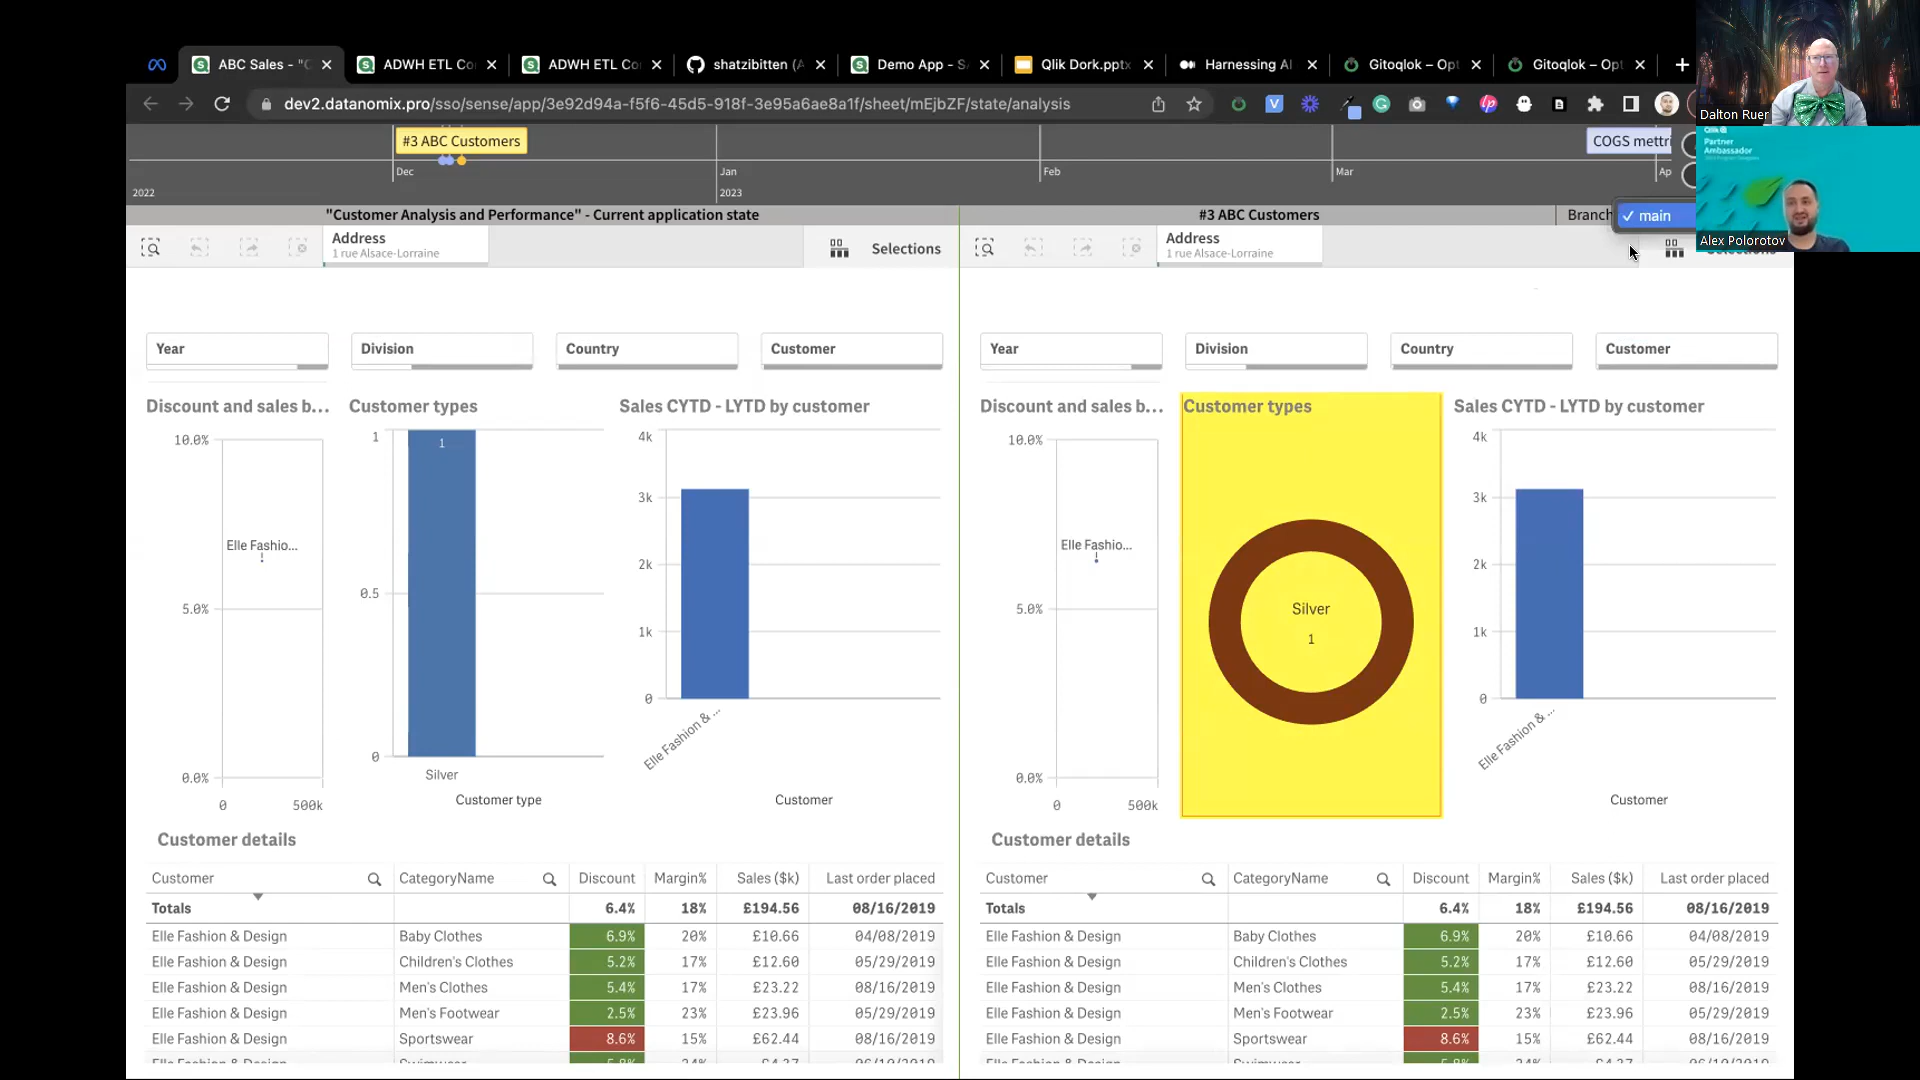 ABC Sales - "C
ADWH ETL Co
ADWH ETL Co
shatzibitten (A
Demo App - S
Qlik Dork.pptx
Harnessing AI
Gitoqlok – Opt
Gitoqlok – Opt
dev2.datanomix.pro/sso/sense/app/3e92d94a-f5f6-45d5-918f-3e95a6ae8a1f/sheet/mEjbZF/state/analysis
Dalton Ruer
Qlik
Partner
Ambassador
Alex Polorotov
#3 ABC Customers
COGS mettri
Dec
Jan
Feb
Mar
Ap
2022
2023
"Customer Analysis and Performance" - Current application state
#3 ABC Customers
Branch
main
Address
1 rue Alsace-Lorraine
Selections
Address
1 rue Alsace-Lorraine
Selections
Year
Division
Country
Customer
Year
Division
Country
Customer
Discount and sales b...
Customer types
Sales CYTD - LYTD by customer
Discount and sales b...
Customer types
Sales CYTD - LYTD by customer
10.0%
5.0%
0.0%
Elle Fashio...
0
500k
1
0.5
0
1
Silver
Customer type
4k
3k
2k
1k
0
Elle Fashion & ...
Customer
10.0%
5.0%
0.0%
Elle Fashio...
0
500k
Silver
1
4k
3k
2k
1k
0
Elle Fashion & ...
Customer
Customer details
Customer CategoryName Discount Margin% Sales ($k) Last order placed
Totals 6.4% 18% £194.56 08/16/2019
Elle Fashion & Design Baby Clothes 6.9% 20% £10.66 04/08/2019
Elle Fashion & Design Children's Clothes 5.2% 17% £12.60 05/29/2019
Elle Fashion & Design Men's Clothes 5.4% 17% £23.22 08/16/2019
Elle Fashion & Design Men's Footwear 2.5% 23% £23.96 05/29/2019
Elle Fashion & Design Sportswear 8.6% 15% £62.44 08/16/2019
Customer details
Customer CategoryName Discount Margin% Sales ($k) Last order placed
Totals 6.4% 18% £194.56 08/16/2019
Elle Fashion & Design Baby Clothes 6.9% 20% £10.66 04/08/2019
Elle Fashion & Design Children's Clothes 5.2% 17% £12.60 05/29/2019
Elle Fashion & Design Men's Clothes 5.4% 17% £23.22 08/16/2019
Elle Fashion & Design Men's Footwear 2.5% 23% £23.96 05/29/2019
Elle Fashion & Design Sportswear 8.6% 15% £62.44 08/16/2019